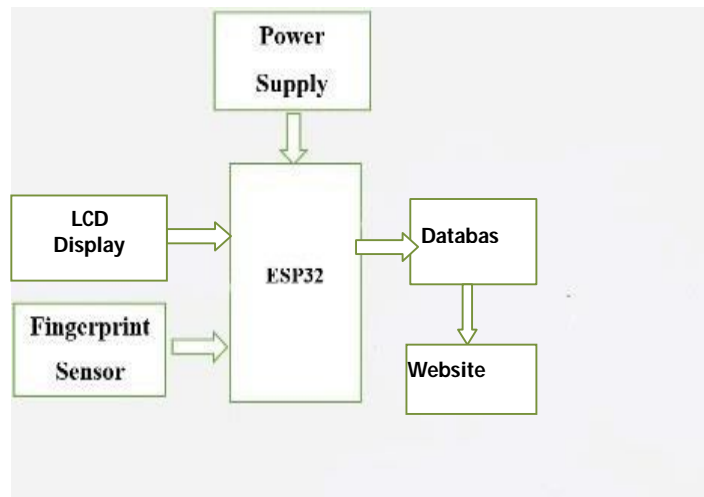 Power
Supply
LCD
Display
ESP32
Databas
Fingerprint
Sensor
Website